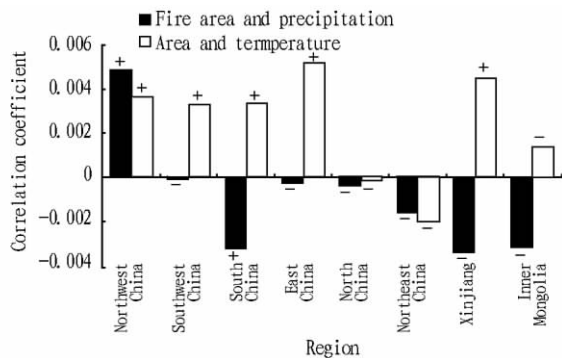 Fire area and precipitation
Area and termperature
Correlation coefficient
0.006
0.004
0.002
0
−0.002
−0.004
+
+
−
+
+
+
−
+
−
−
−
−
+
−
−
−
Northwest
China
Southwest
China
South
China
East
China
North
China
Northeast
China
Xinjiang
Inner
Mongolia
Region